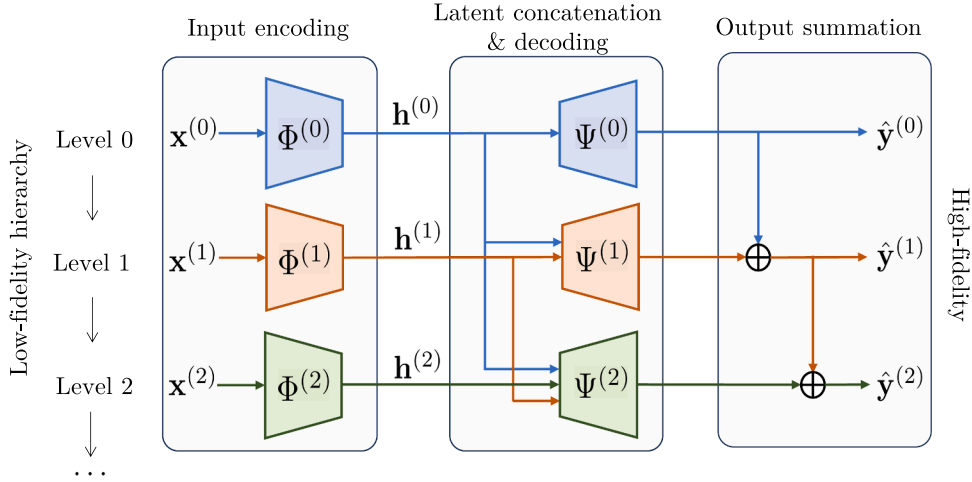 Input encoding
Latent concatenation
& decoding
Output summation
Low-fidelity hierarchy
Level 0
x^(0)
Φ^(0)
h^(0)
Ψ^(0)
ŷ^(0)
Level 1
x^(1)
Φ^(1)
h^(1)
Ψ^(1)
ŷ^(1)
Level 2
x^(2)
Φ^(2)
h^(2)
Ψ^(2)
ŷ^(2)
...
High-fidelity